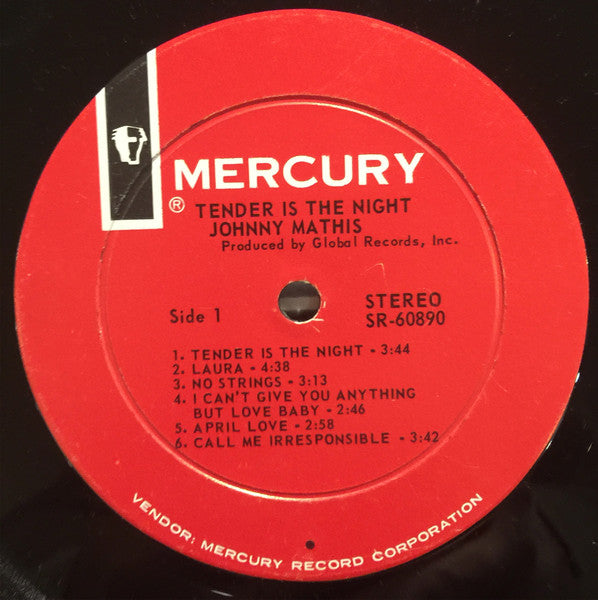 MERCURY
® TENDER IS THE NIGHT
JOHNNY MATHIS
Produced by Global Records, Inc.
Side 1
STEREO
SR-60890
1. TENDER IS THE NIGHT - 3:44
2. LAURA - 4:38
3. NO STRINGS - 3:13
4. I CAN'T GIVE YOU ANYTHING
BUT LOVE BABY - 2:46
5. APRIL LOVE - 2:58
6. CALL ME IRRESPONSIBLE - 3:42
VENDOR: MERCURY RECORD CORPORATION